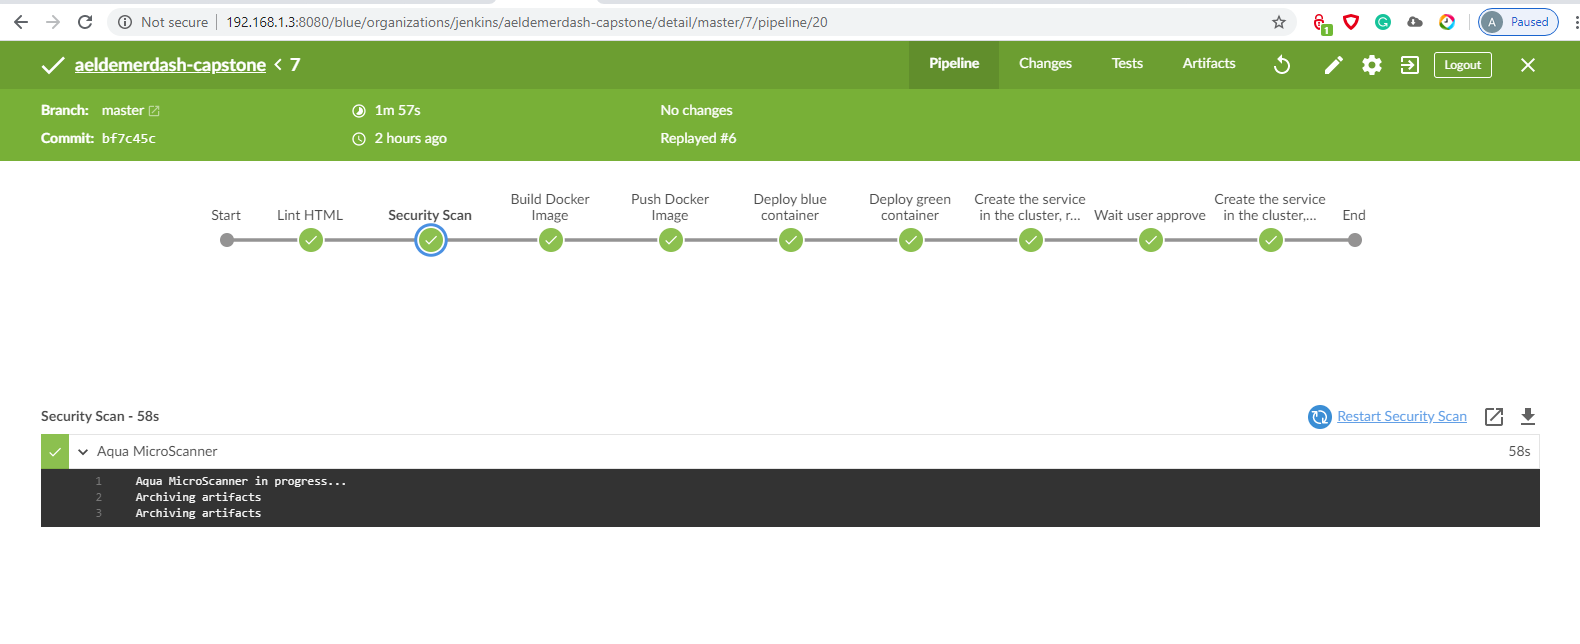 Not secure 192.168.1.3:8080/blue/organizations/jenkins/aeldemerdash-capstone/detail/master/7/pipeline/20 1 G A Paused
aeldemerdash-capstone < 7 Pipeline Changes Tests Artifacts Logout
Branch: master 1m 57s No changes
Commit: bf7c45c 2 hours ago Replayed #6
Start
Lint HTML
Security Scan
Build Docker
Image
Push Docker
Image
Deploy blue
container
Deploy green
container
Create the service
in the cluster, r...
Wait user approve
Create the service
in the cluster,...
End
Security Scan - 58s Restart Security Scan
Aqua MicroScanner 58s
1 Aqua MicroScanner in progress...
2 Archiving artifacts
3 Archiving artifacts